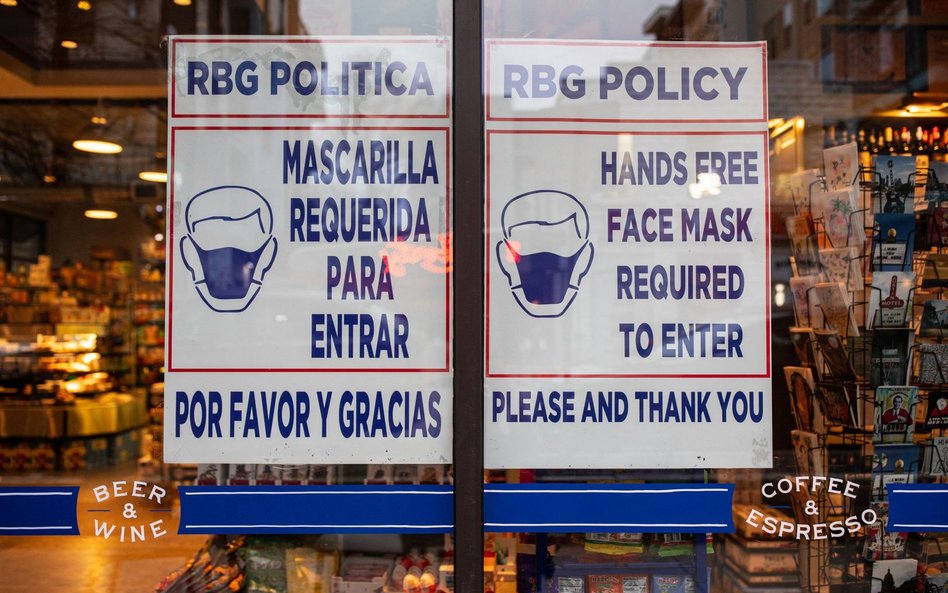 RBG POLITICA
MASCARILLA
REQUERIDA
PARA
ENTRAR
POR FAVOR Y GRACIAS
RBG POLICY
HANDS FREE
FACE MASK
REQUIRED
TO ENTER
PLEASE AND THANK YOU
BEER
&
WINE
COFFEE
&
ESPRESSO
MOTEL